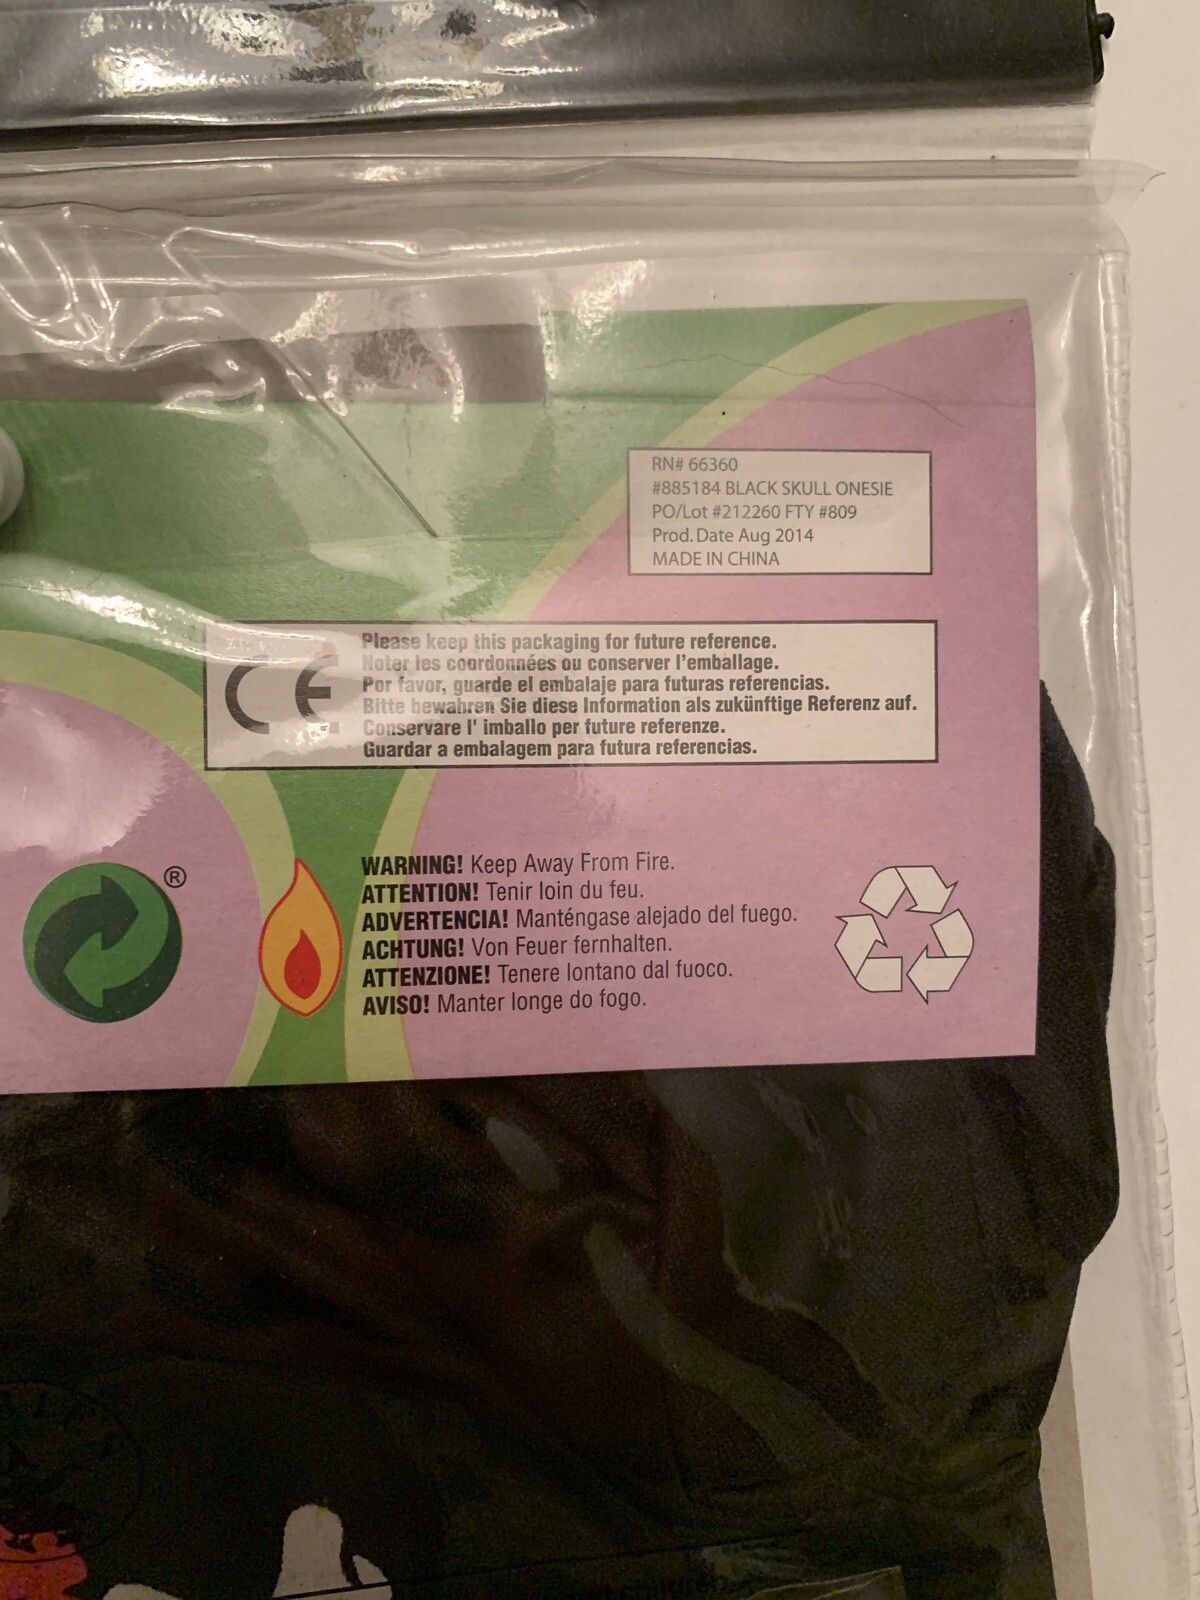 RN# 66360
#885184 BLACK SKULL ONESIE
PO/Lot #212260 FTY #809
Prod. Date Aug 2014
MADE IN CHINA
CE
Please keep this packaging for future reference.
Noter les coordonnées ou conserver l'emballage.
Por favor, guarde el embalaje para futuras referencias.
Bitte bewahren Sie diese Information als zukünftige Referenz auf.
Conservare l' imballo per future referenze.
Guardar a embalagem para futura referencias.
®
WARNING! Keep Away From Fire.
ATTENTION! Tenir loin du feu.
ADVERTENCIA! Manténgase alejado del fuego.
ACHTUNG! Von Feuer fernhalten.
ATTENZIONE! Tenere lontano dal fuoco.
AVISO! Manter longe do fogo.